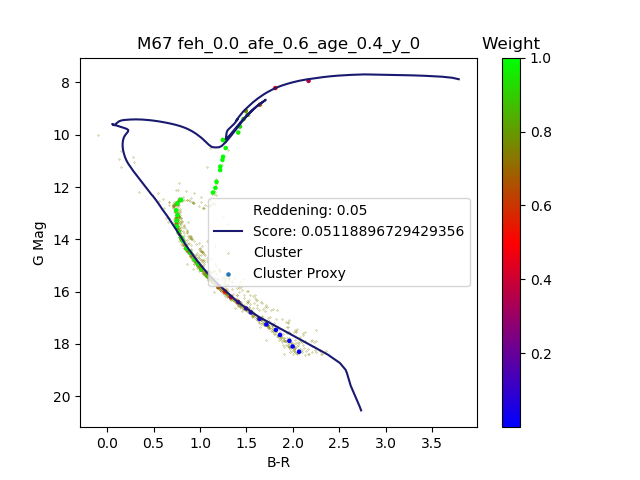 M67 feh_0.0_afe_0.6_age_0.4_y_0
Weight
8
10
12
14
16
18
20
G Mag
0.0 0.5 1.0 1.5 2.0 2.5 3.0 3.5
B-R
Reddening: 0.05
Score: 0.05118896729429356
Cluster
Cluster Proxy
1.0
0.8
0.6
0.4
0.2